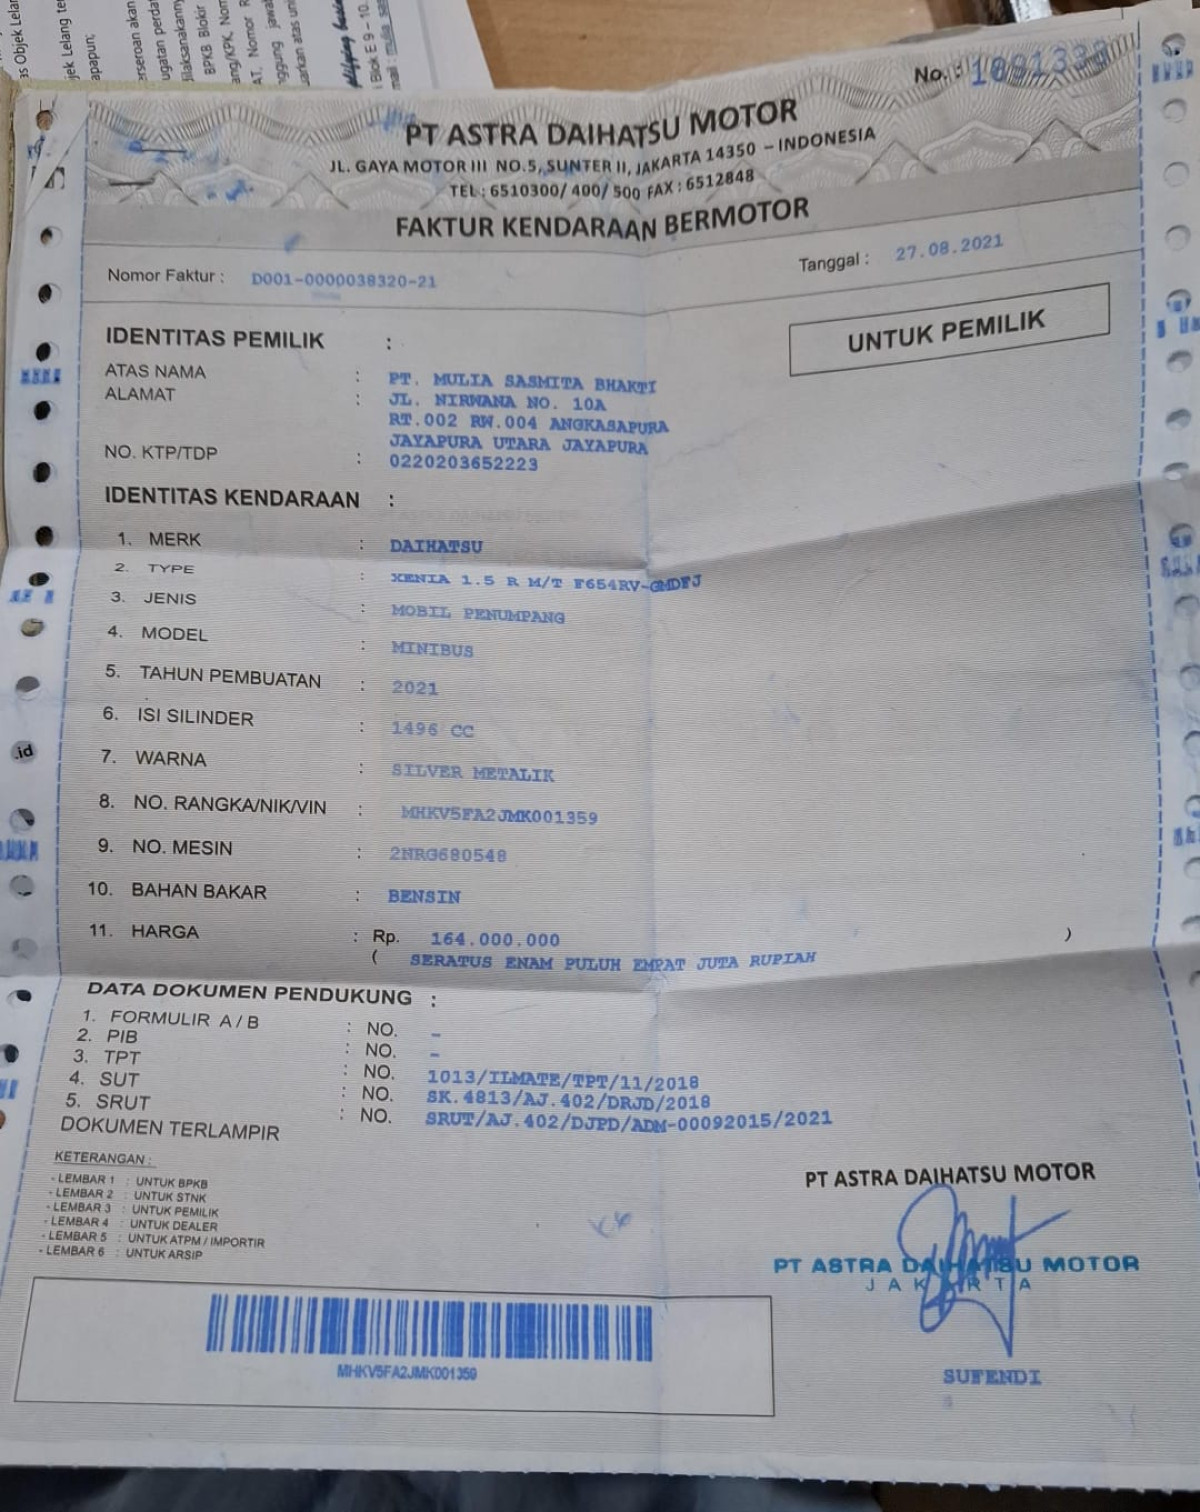 No. : 1091339
PT ASTRA DAIHATSU MOTOR
JL. GAYA MOTOR III NO.5, SUNTER II, JAKARTA 14350 - INDONESIA
TEL : 6510300/ 400/ 500 FAX : 6512848
FAKTUR KENDARAAN BERMOTOR
Nomor Faktur : D001-0000038320-21
Tanggal : 27.08.2021
UNTUK PEMILIK
IDENTITAS PEMILIK :
ATAS NAMA : PT. MULIA SASMITA BHAKTI
ALAMAT : JL. NIRWANA NO. 10A
RT.002 RW.004 ANGKASAPURA
JAYAPURA UTARA JAYAPURA
NO. KTP/TDP : 0220203652223
IDENTITAS KENDARAAN :
1. MERK : DAIHATSU
2. TYPE : XENIA 1.5 R M/T F654RV-GMDFJ
3. JENIS : MOBIL PENUMPANG
4. MODEL : MINIBUS
5. TAHUN PEMBUATAN : 2021
6. ISI SILINDER : 1496 CC
7. WARNA : SILVER METALIK
8. NO. RANGKA/NIK/VIN : MHKV5FA2JMK001359
9. NO. MESIN : 2NRG680548
10. BAHAN BAKAR : BENSIN
11. HARGA : Rp. 164.000.000
( SERATUS ENAM PULUH EMPAT JUTA RUPIAH )
DATA DOKUMEN PENDUKUNG :
1. FORMULIR A / B : NO. -
2. PIB : NO. -
3. TPT : NO. 1013/ILMATE/TPT/11/2018
4. SUT : NO. SK.4813/AJ.402/DRJD/2018
5. SRUT : NO. SRUT/AJ.402/DJPD/ADM-00092015/2021
DOKUMEN TERLAMPIR
KETERANGAN :
- LEMBAR 1 : UNTUK BPKB
- LEMBAR 2 : UNTUK STNK
- LEMBAR 3 : UNTUK PEMILIK
- LEMBAR 4 : UNTUK DEALER
- LEMBAR 5 : UNTUK ATPM / IMPORTIR
- LEMBAR 6 : UNTUK ARSIP
PT ASTRA DAIHATSU MOTOR
PT ASTRA DAIHATSU MOTOR
JAKARTA
SUFENDI
MHKV5FA2JMK001359
.id